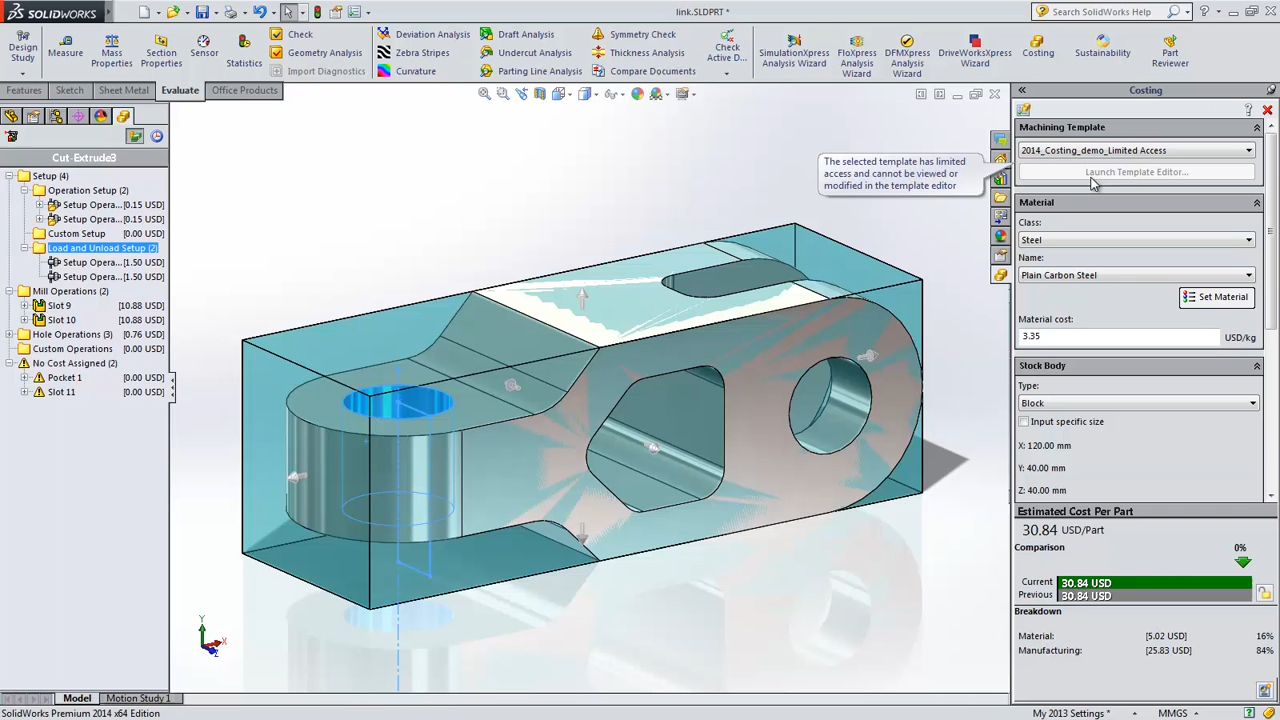 SOLIDWORKS
link.SLDPRT *
Search SolidWorks Help
Design Study
Measure
Mass Properties
Section Properties
Sensor
Statistics
Check
Geometry Analysis
Import Diagnostics
Deviation Analysis
Zebra Stripes
Curvature
Draft Analysis
Undercut Analysis
Parting Line Analysis
Symmetry Check
Thickness Analysis
Compare Documents
Check Active D...
SimulationXpress Analysis Wizard
FloXpress Analysis Wizard
DFMXpress Analysis Wizard
DriveWorksXpress Wizard
Costing
Sustainability
Part Reviewer
Features
Sketch
Sheet Metal
Evaluate
Office Products
Cut-Extrude3
Setup (4)
Operation Setup (2)
Setup Opera... [0.15 USD]
Setup Opera... [0.15 USD]
Custom Setup [0.00 USD]
Load and Unload Setup (2)
Setup Opera... [1.50 USD]
Setup Opera... [1.50 USD]
Mill Operations (2)
Slot 9 [10.88 USD]
Slot 10 [10.88 USD]
Hole Operations (3) [0.76 USD]
Custom Operations [0.00 USD]
No Cost Assigned (2)
Pocket 1 [0.00 USD]
Slot 11 [0.00 USD]
The selected template has limited
access and cannot be viewed or
modified in the template editor
Y
X
Z
Costing
Machining Template
2014_Costing_demo_Limited Access
Launch Template Editor...
Material
Class:
Steel
Name:
Plain Carbon Steel
Set Material
Material cost:
3.35 USD/kg
Stock Body
Type:
Block
Input specific size
X: 120.00 mm
Y: 40.00 mm
Z: 40.00 mm
Estimated Cost Per Part
30.84 USD/Part
Comparison 0%
Current 30.84 USD
Previous 30.84 USD
Breakdown
Material: [5.02 USD] 16%
Manufacturing: [25.83 USD] 84%
Model
Motion Study 1
SolidWorks Premium 2014 x64 Edition
My 2013 Settings *
MMGS